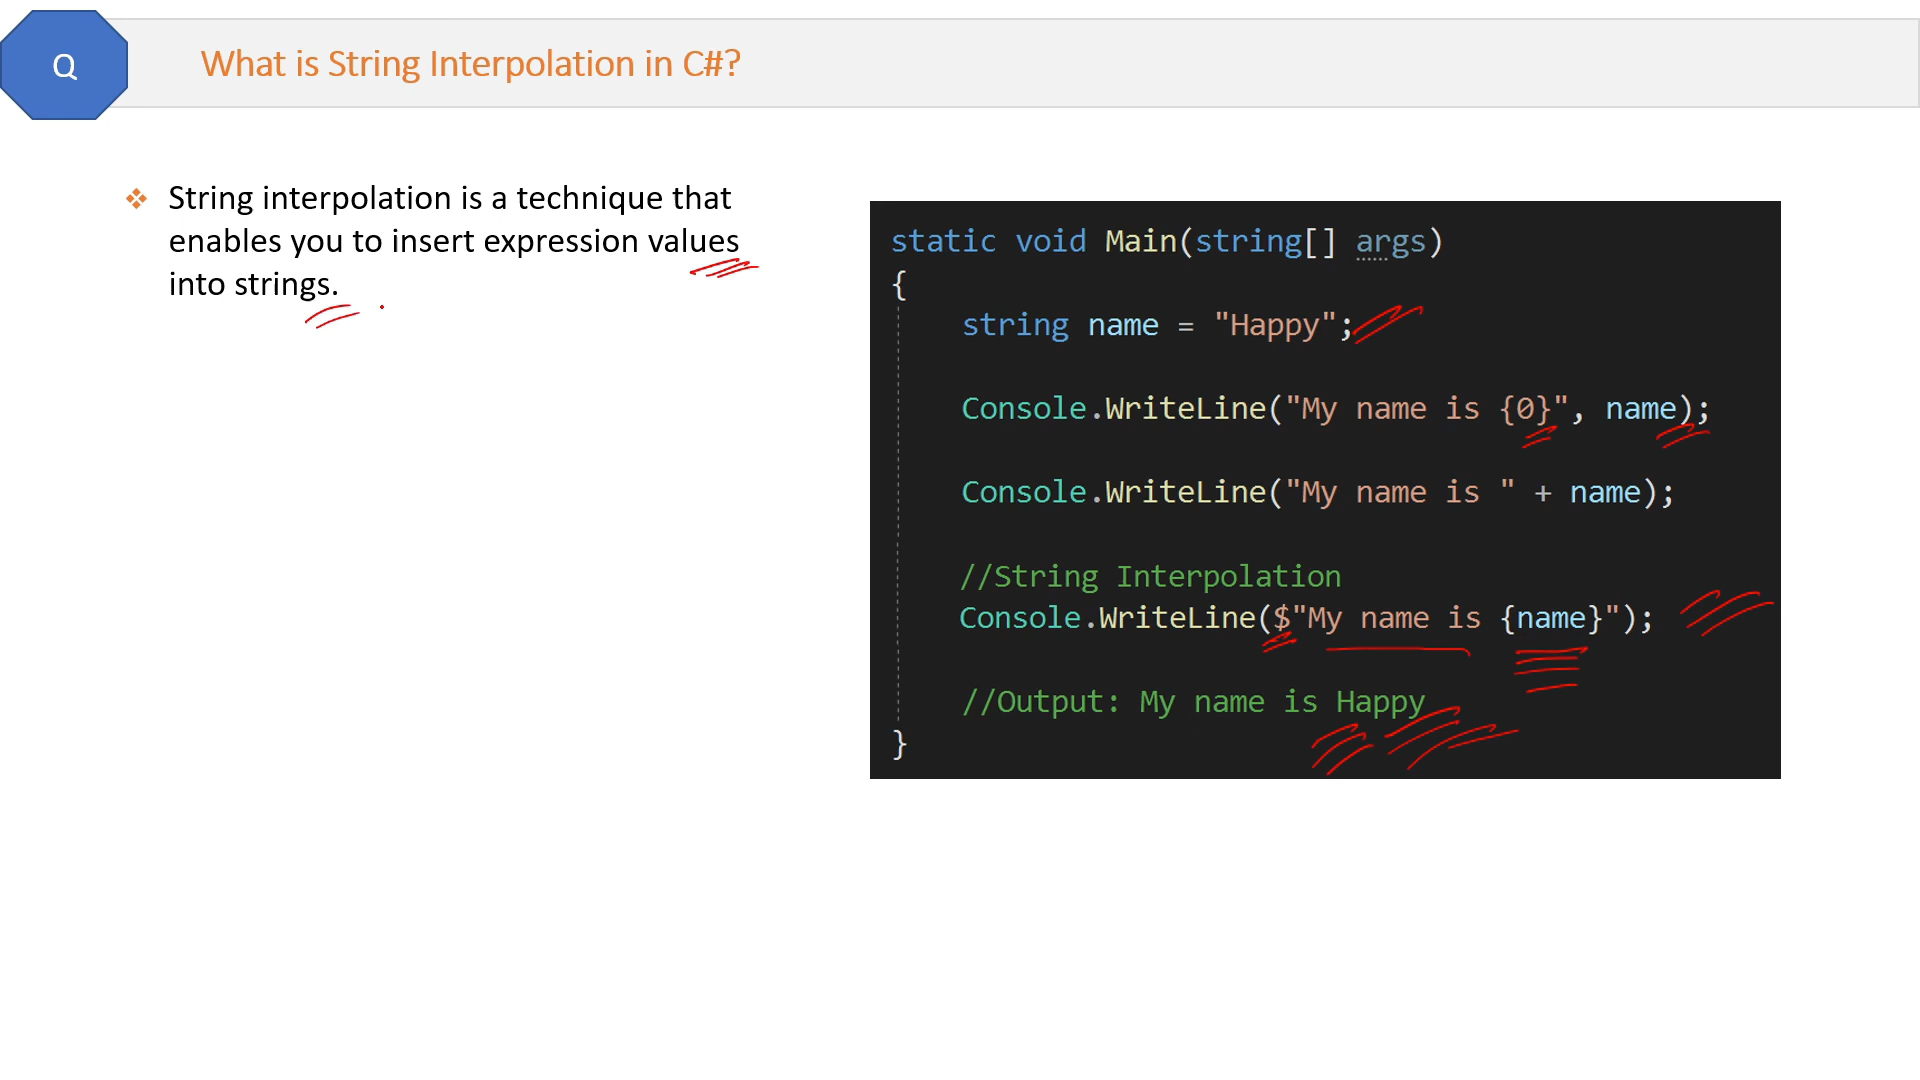 Q
What is String Interpolation in C#?
❖ String interpolation is a technique that
enables you to insert expression values
into strings.
static void Main(string[] args)
{
string name = "Happy";
Console.WriteLine("My name is {0}", name);
Console.WriteLine("My name is " + name);
//String Interpolation
Console.WriteLine($"My name is {name}");
//Output: My name is Happy
}